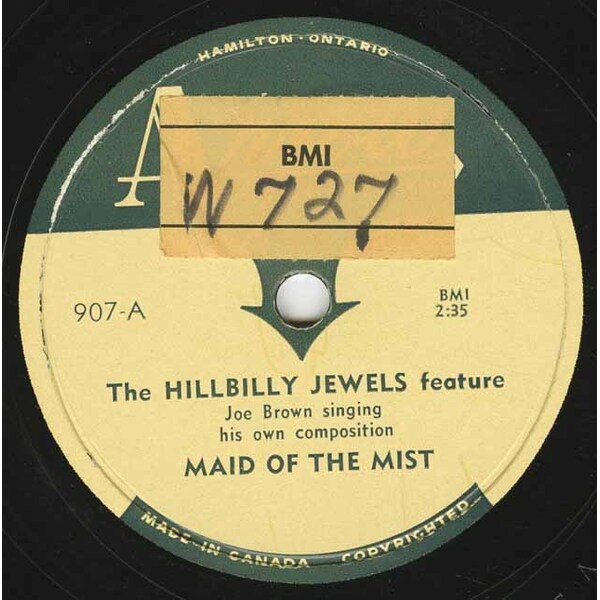 HAMILTON · ONTARIO
A
BMI
W 727
907-A
BMI
2:35
The HILLBILLY JEWELS feature
Joe Brown singing
his own composition
MAID OF THE MIST
MADE IN CANADA COPYRIGHTED